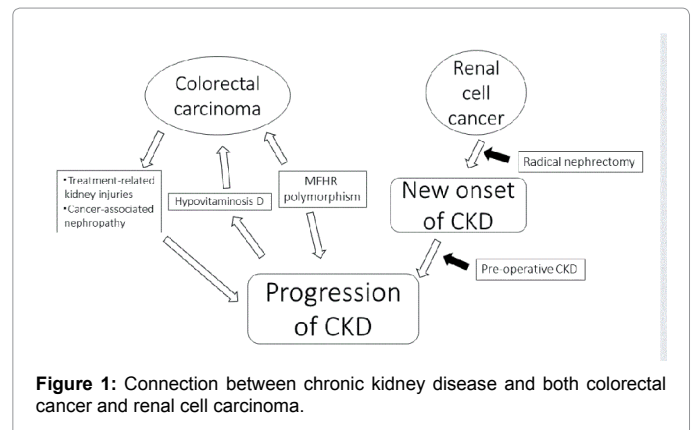 Colorectal
carcinoma
Renal
cell
cancer
•Treatment-related
kidney injuries
•Cancer-associated
nephropathy
Hypovitaminosis D
MFHR
polymorphism
Radical nephrectomy
New onset
of CKD
Pre-operative CKD
Progression
of CKD
Figure 1: Connection between chronic kidney disease and both colorectal
cancer and renal cell carcinoma.